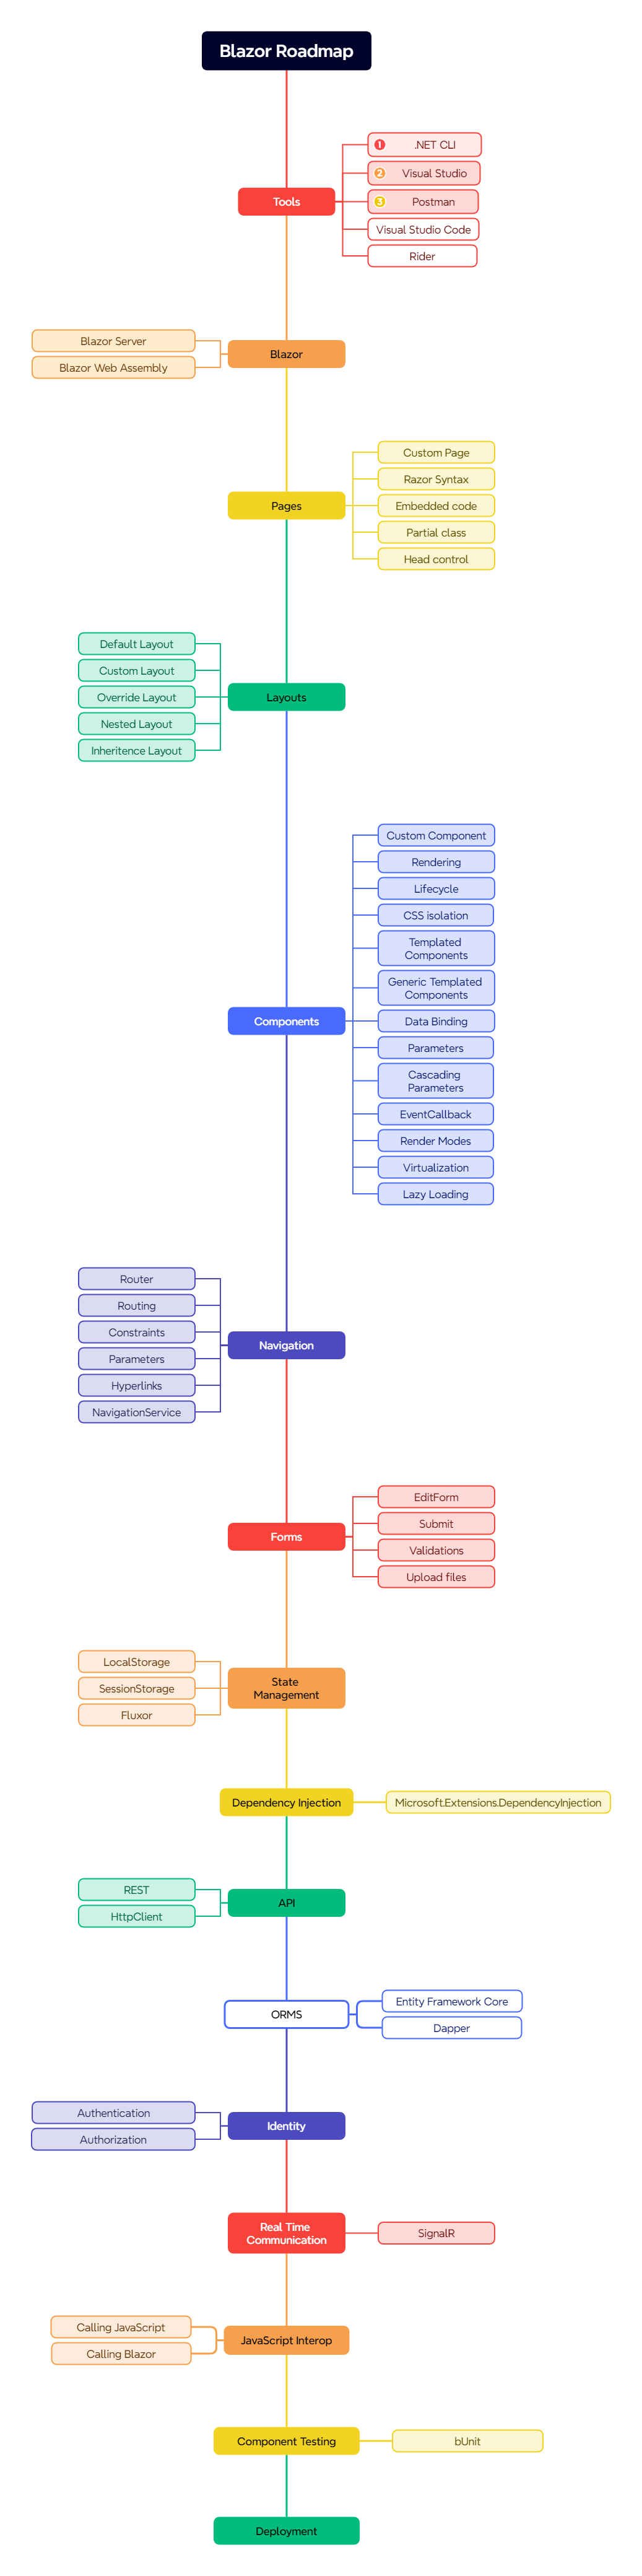 Blazor Roadmap
1 .NET CLI
2 Visual Studio
3 Postman
Tools
Visual Studio Code
Rider
Blazor Server
Blazor
Blazor Web Assembly
Custom Page
Razor Syntax
Pages
Embedded code
Partial class
Head control
Default Layout
Custom Layout
Override Layout
Layouts
Nested Layout
Inheritence Layout
Custom Component
Rendering
Lifecycle
CSS isolation
Templated
Components
Generic Templated
Components
Components
Data Binding
Parameters
Cascading
Parameters
EventCallback
Render Modes
Virtualization
Lazy Loading
Router
Routing
Constraints
Navigation
Parameters
Hyperlinks
NavigationService
EditForm
Submit
Forms
Validations
Upload files
LocalStorage
SessionStorage
Fluxor
State
Management
Dependency Injection
Microsoft.Extensions.DependencyInjection
REST
HttpClient
API
Entity Framework Core
ORMS
Dapper
Authentication
Identity
Authorization
Real Time
Communication
SignalR
Calling JavaScript
JavaScript Interop
Calling Blazor
Component Testing
bUnit
Deployment